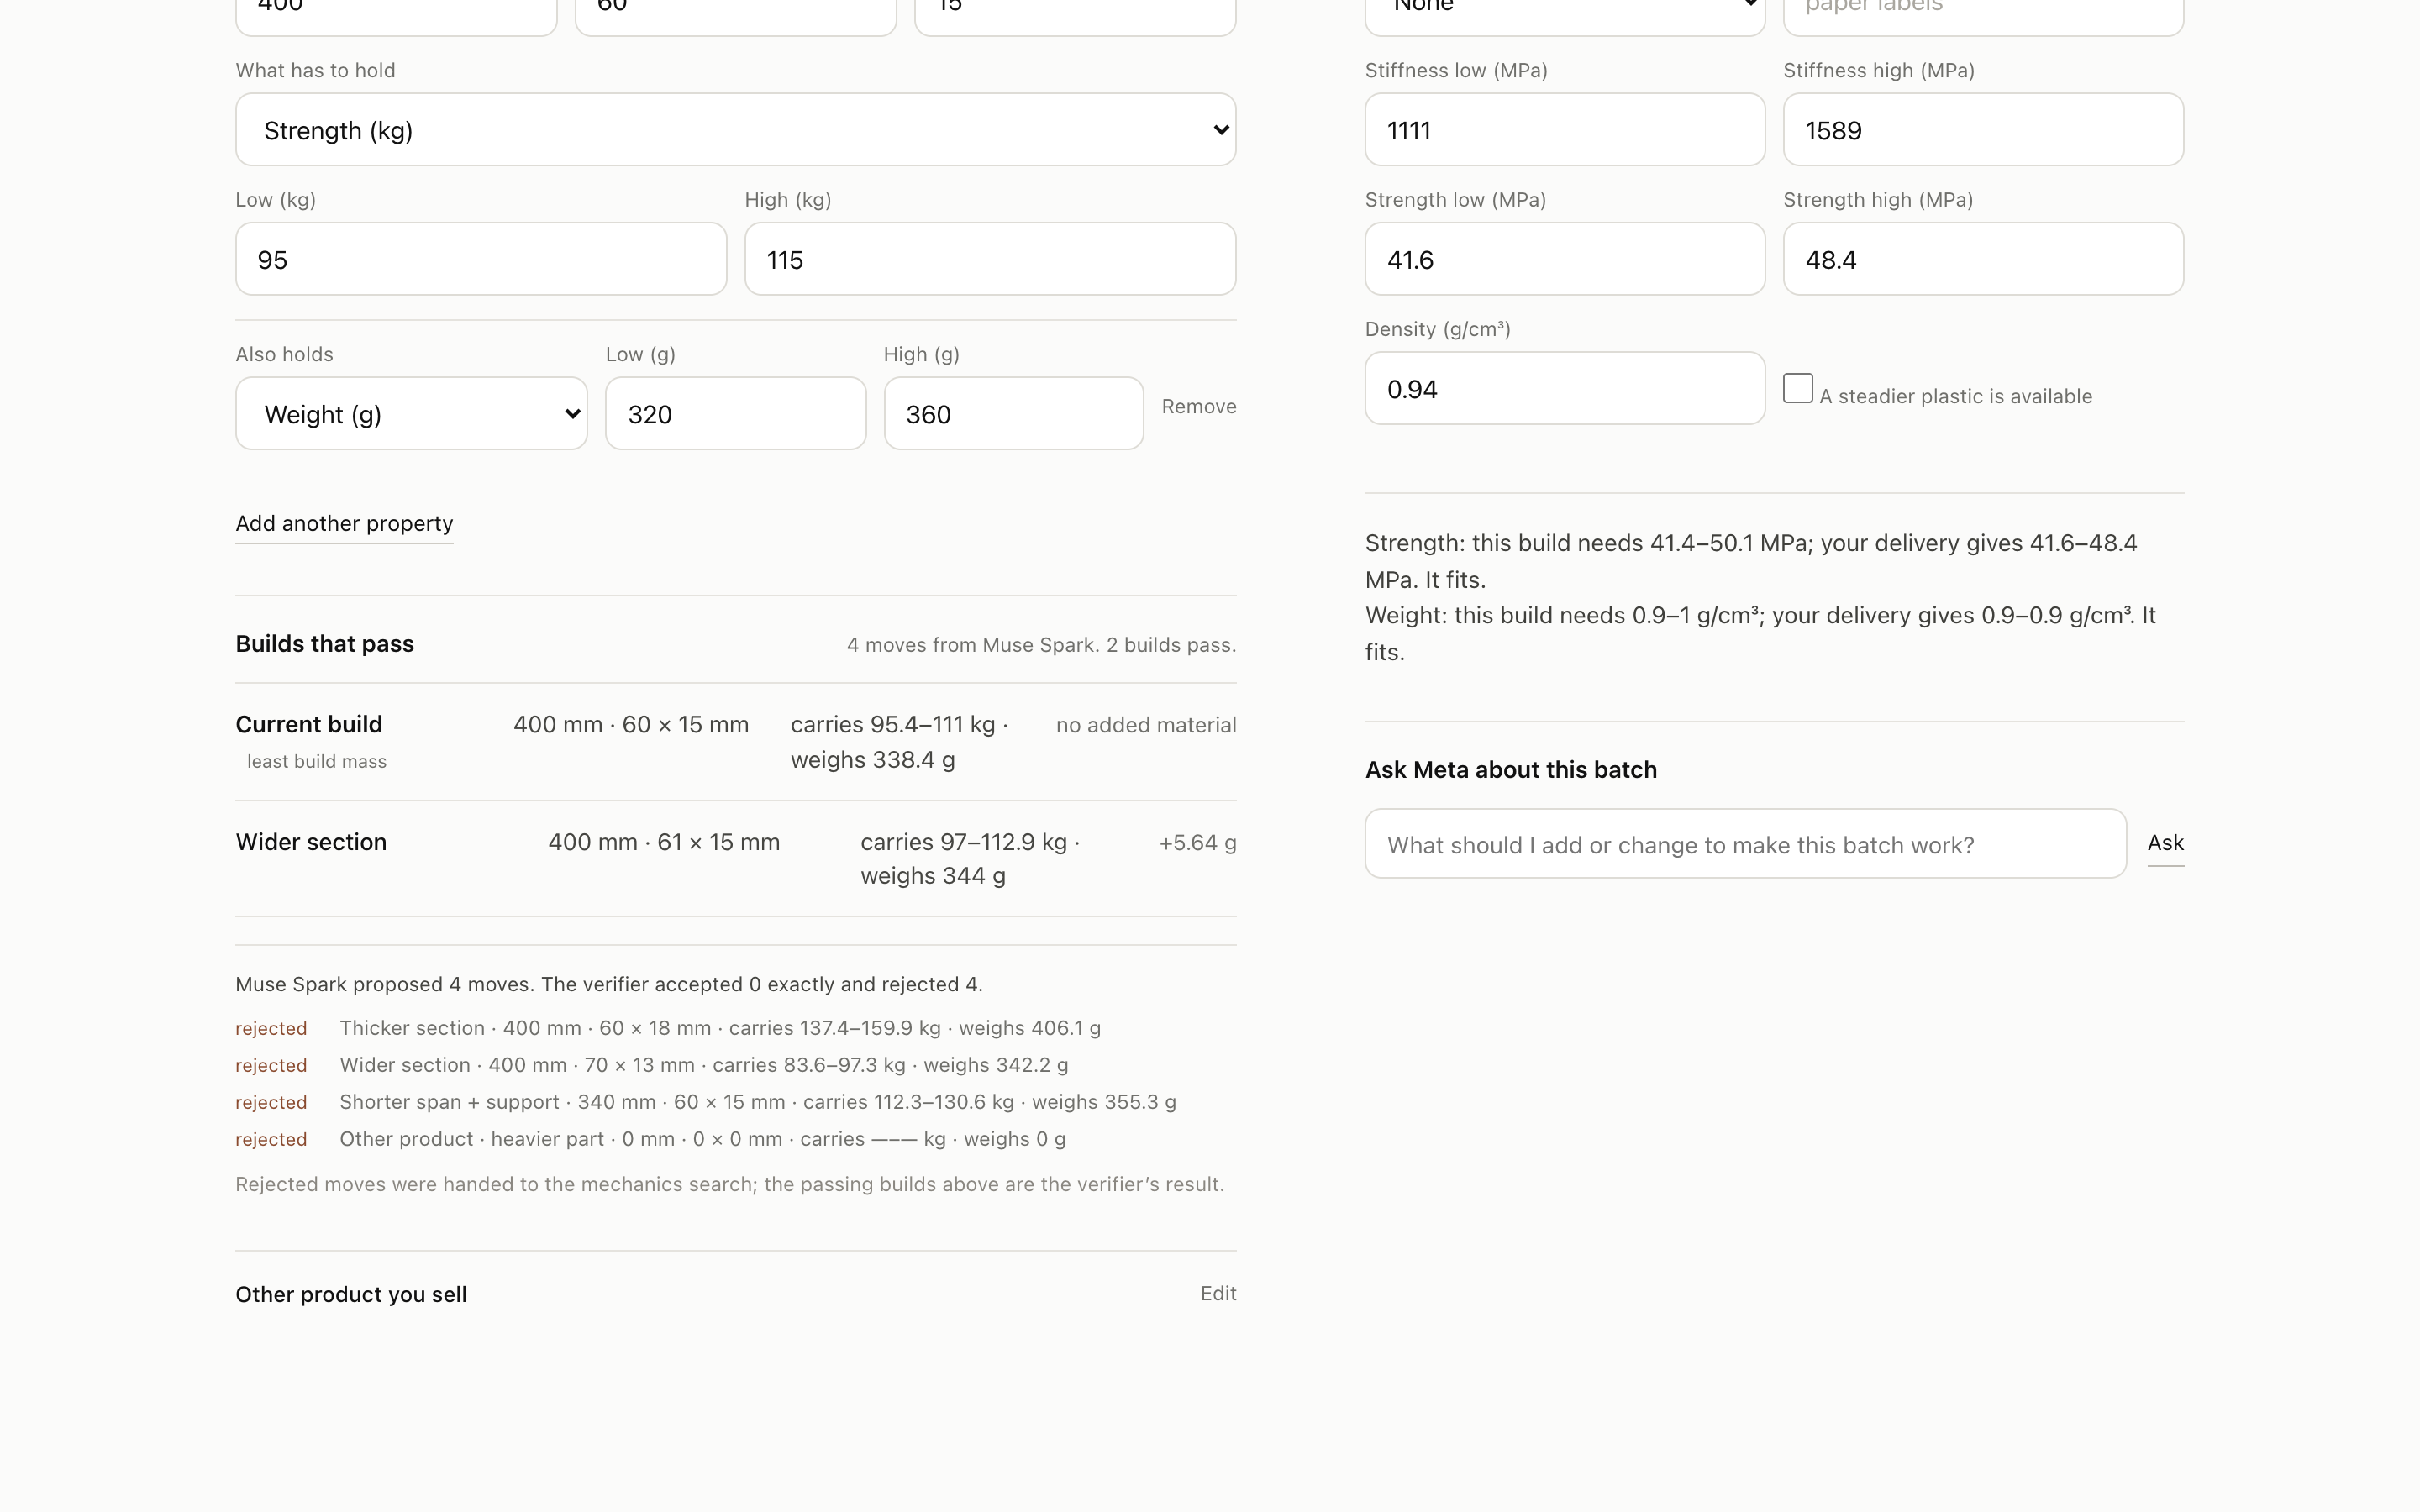 400
60
15
What has to hold
Strength (kg)
Low (kg)
High (kg)
95
115
Also holds
Low (g)
High (g)
Weight (g)
320
360
Remove
Add another property
Builds that pass
4 moves from Muse Spark. 2 builds pass.
Current build
400 mm · 60 × 15 mm
carries 95.4–111 kg ·
no added material
least build mass
weighs 338.4 g
Wider section
400 mm · 61 × 15 mm
carries 97–112.9 kg ·
+5.64 g
weighs 344 g
Muse Spark proposed 4 moves. The verifier accepted 0 exactly and rejected 4.
rejected Thicker section · 400 mm · 60 × 18 mm · carries 137.4–159.9 kg · weighs 406.1 g
rejected Wider section · 400 mm · 70 × 13 mm · carries 83.6–97.3 kg · weighs 342.2 g
rejected Shorter span + support · 340 mm · 60 × 15 mm · carries 112.3–130.6 kg · weighs 355.3 g
rejected Other product · heavier part · 0 mm · 0 × 0 mm · carries —–— kg · weighs 0 g
Rejected moves were handed to the mechanics search; the passing builds above are the verifier’s result.
Other product you sell
Edit
None
paper labels
Stiffness low (MPa)
Stiffness high (MPa)
1111
1589
Strength low (MPa)
Strength high (MPa)
41.6
48.4
Density (g/cm³)
0.94
A steadier plastic is available
Strength: this build needs 41.4–50.1 MPa; your delivery gives 41.6–48.4
MPa. It fits.
Weight: this build needs 0.9–1 g/cm³; your delivery gives 0.9–0.9 g/cm³. It
fits.
Ask Meta about this batch
What should I add or change to make this batch work?
Ask